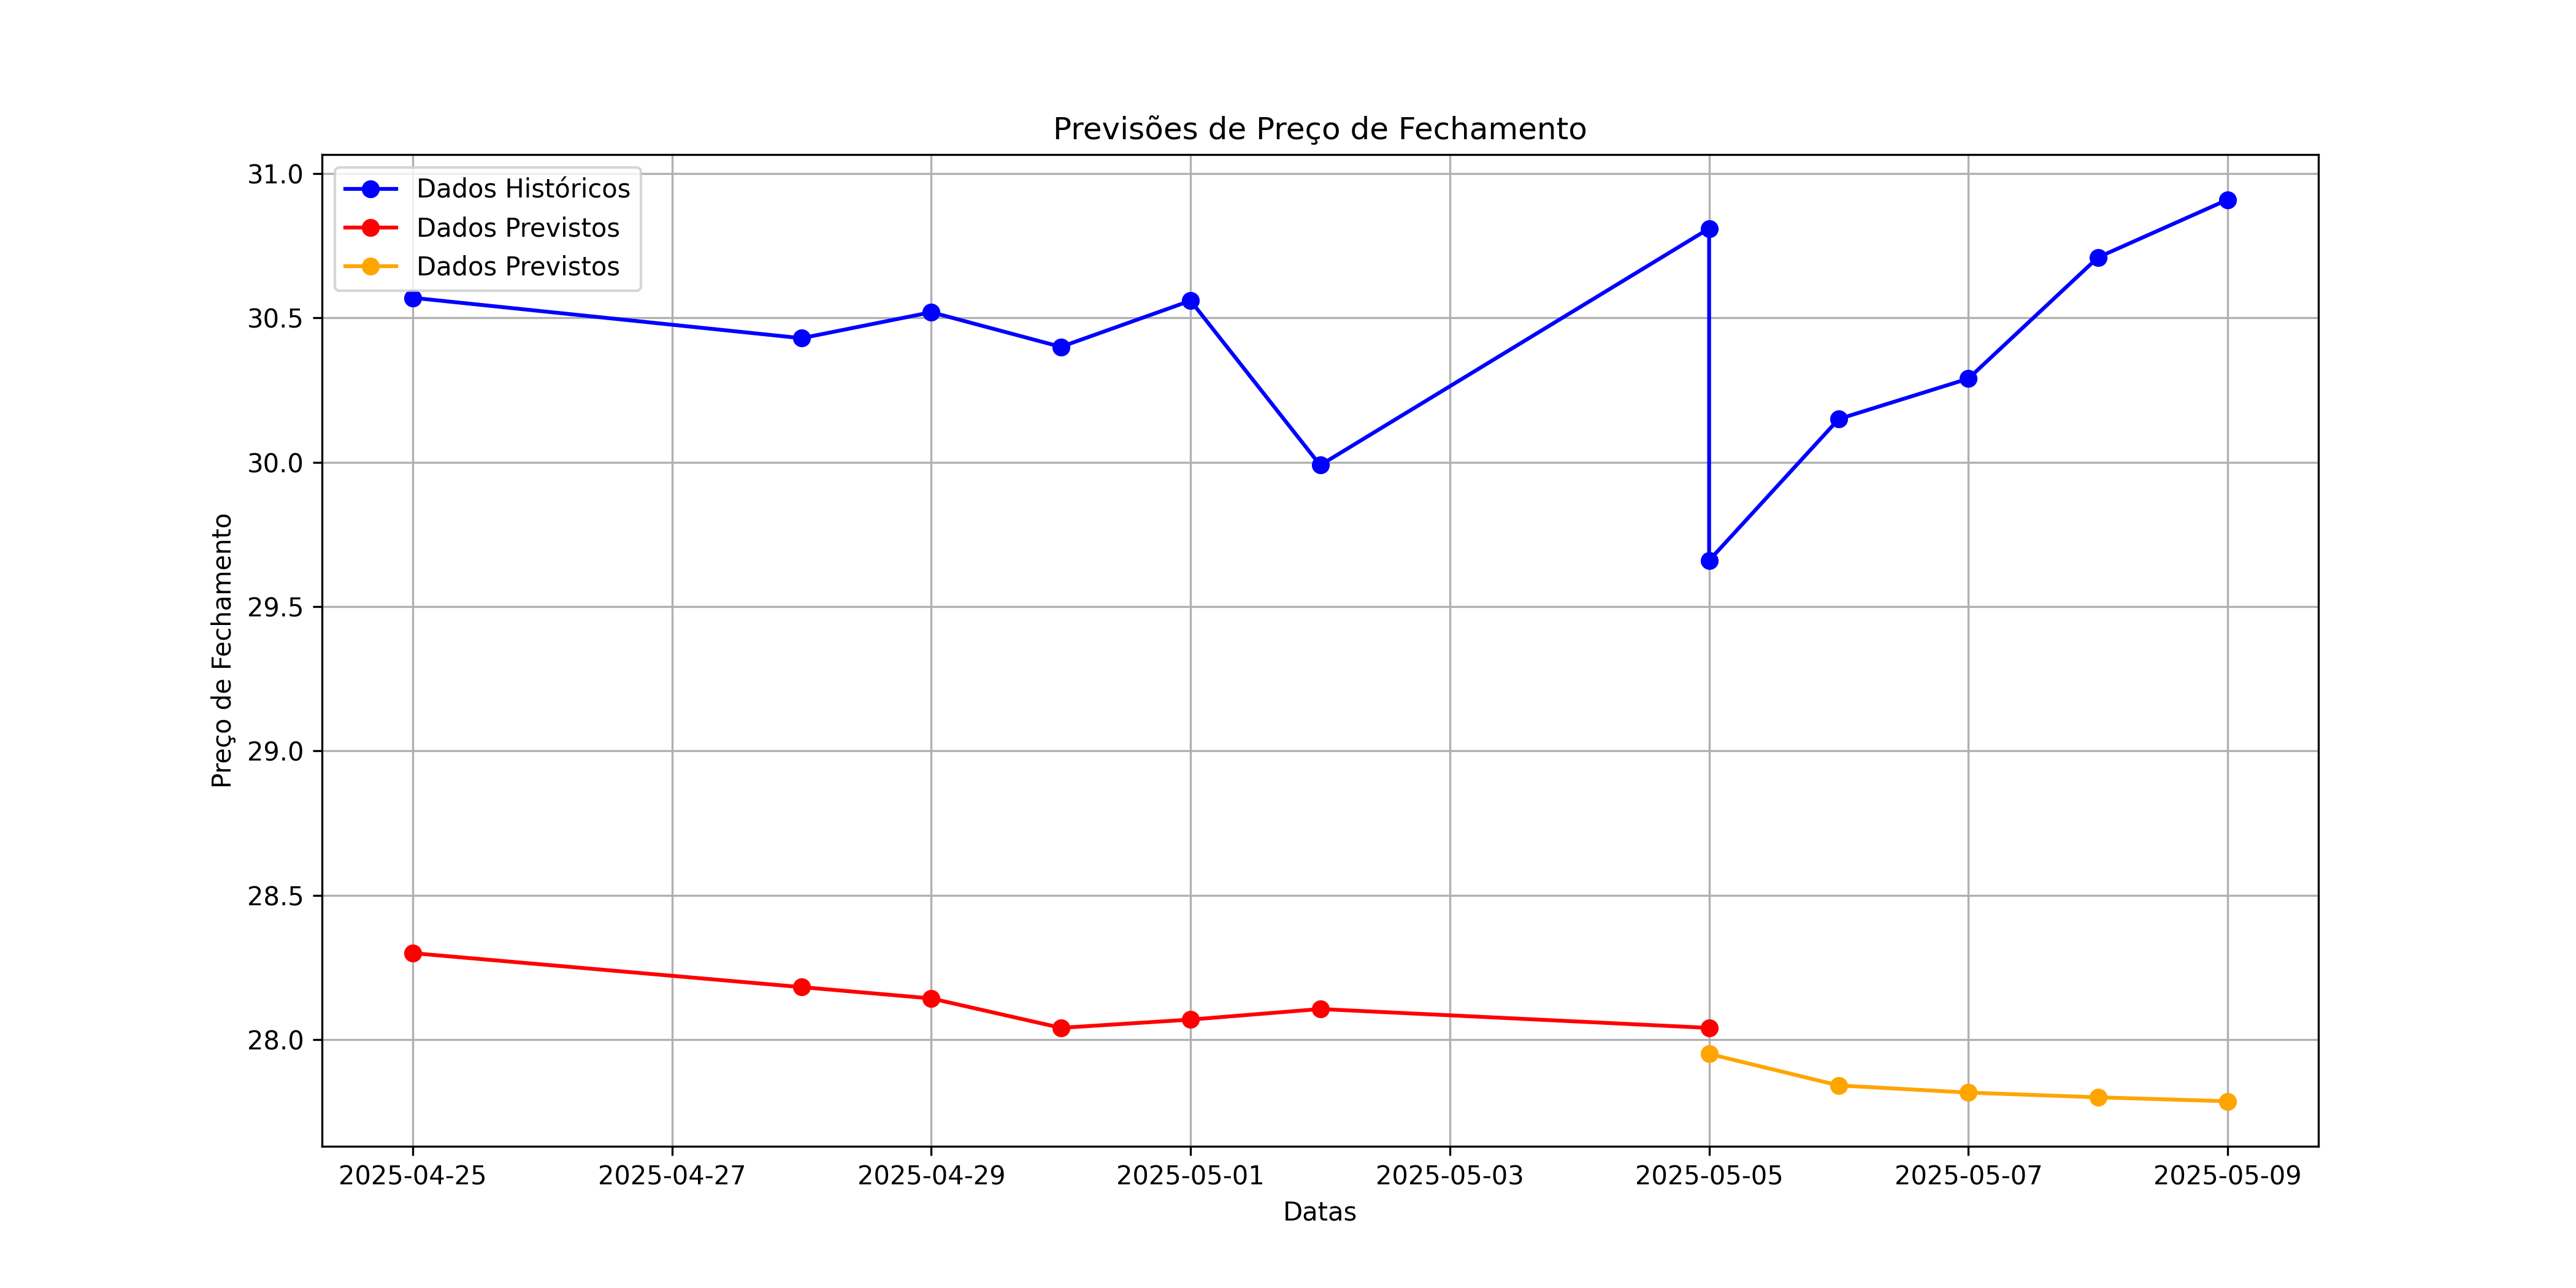 Previsões de Preço de Fechamento
Dados Históricos
Dados Previstos
Dados Previstos
31.0
30.5
30.0
29.5
29.0
28.5
28.0
Preço de Fechamento
2025-04-25
2025-04-27
2025-04-29
2025-05-01
2025-05-03
2025-05-05
2025-05-07
2025-05-09
Datas